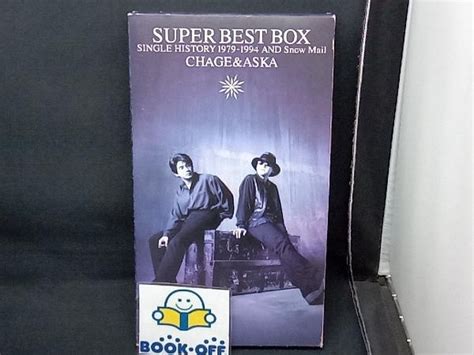 SUPER BEST BOX
SINGLE HISTORY 1979-1994 AND Snow Mail
CHAGE&ASKA
BOOK-OFF